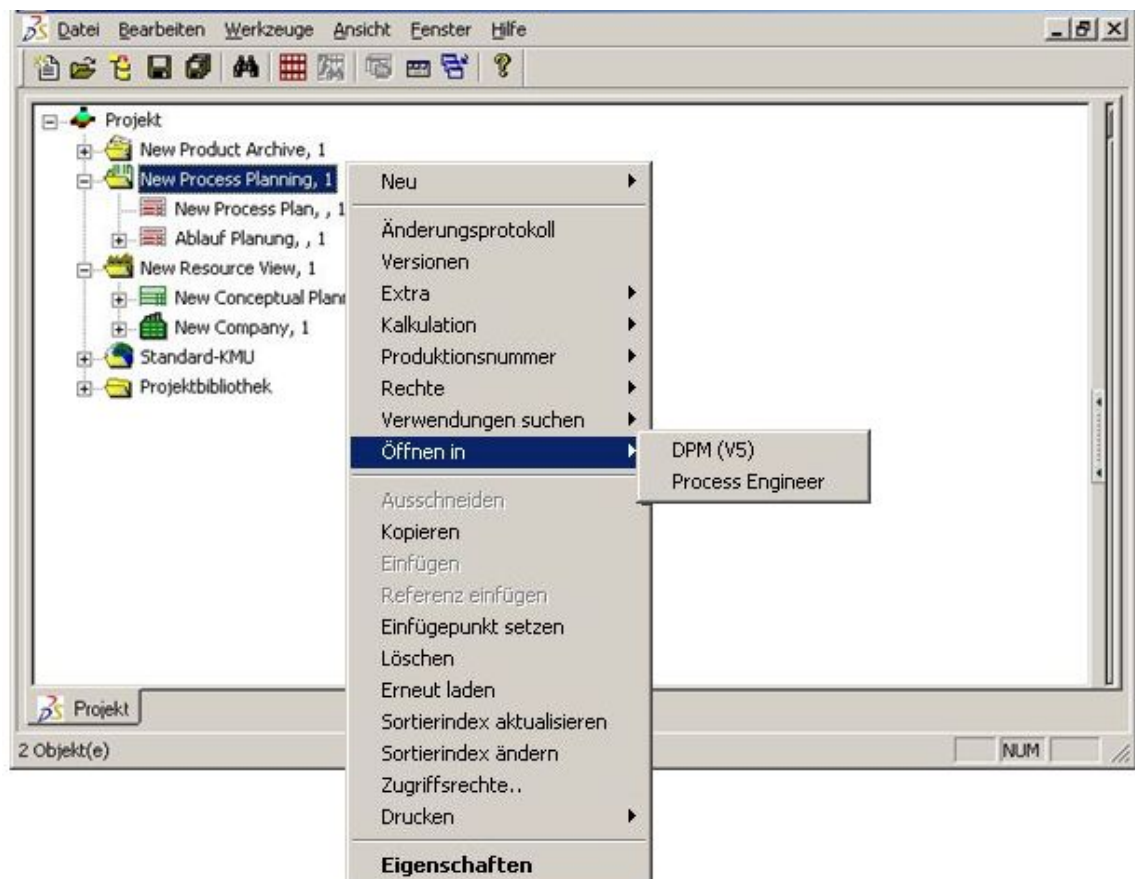 Datei Bearbeiten Werkzeuge Ansicht Fenster Hilfe
Projekt
New Product Archive, 1
New Process Planning, 1
New Process Plan, , 1
Ablauf Planung, , 1
New Resource View, 1
New Conceptual Plan
New Company, 1
Standard-KMU
Projektbibliothek
Neu
Änderungsprotokoll
Versionen
Extra
Kalkulation
Produktionsnummer
Rechte
Verwendungen suchen
Öffnen in
DPM (V5)
Process Engineer
Ausschneiden
Kopieren
Einfügen
Referenz einfügen
Einfügepunkt setzen
Löschen
Erneut laden
Sortierindex aktualisieren
Sortierindex ändern
Zugriffsrechte..
Drucken
Eigenschaften
Projekt
2 Objekt(e)
NUM